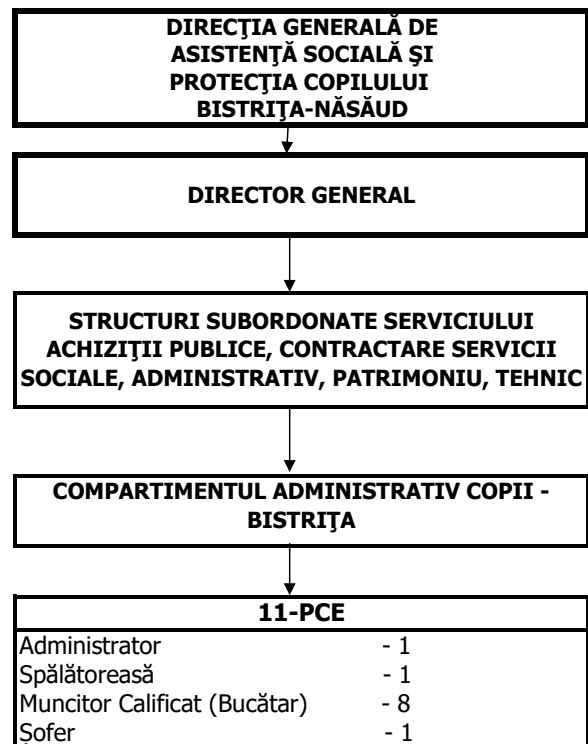 DIRECŢIA GENERALĂ DE
ASISTENŢĂ SOCIALĂ ŞI
PROTECŢIA COPILULUI
BISTRIŢA-NĂSĂUD
DIRECTOR GENERAL
STRUCTURI SUBORDONATE SERVICIULUI
ACHIZIŢII PUBLICE, CONTRACTARE SERVICII
SOCIALE, ADMINISTRATIV, PATRIMONIU, TEHNIC
COMPARTIMENTUL ADMINISTRATIV COPII -
BISTRIŢA
11-PCE
Administrator - 1
Spălătoreasă - 1
Muncitor Calificat (Bucătar) - 8
Şofer - 1